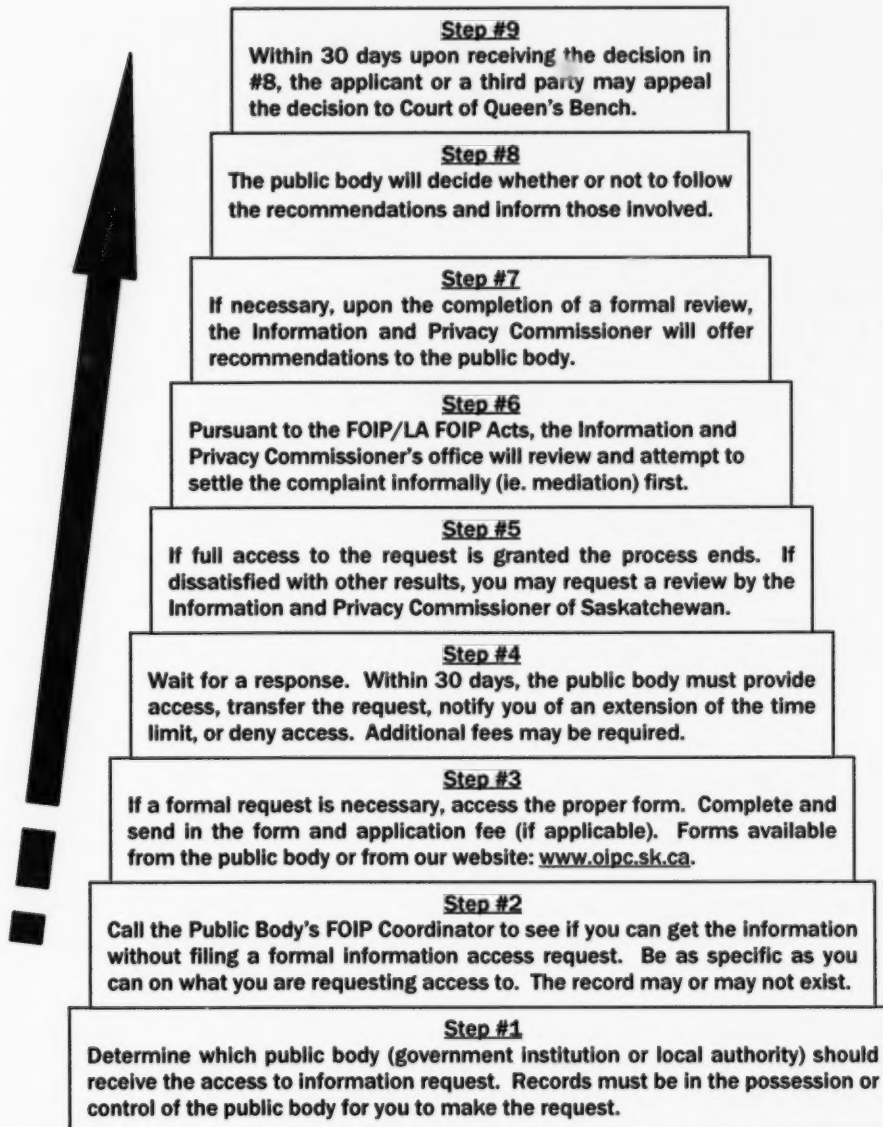 Step #9
Within 30 days upon receiving the decision in
#8, the applicant or a third party may appeal
the decision to Court of Queen's Bench.
Step #8
The public body will decide whether or not to follow
the recommendations and inform those involved.
Step #7
If necessary, upon the completion of a formal review,
the Information and Privacy Commissioner will offer
recommendations to the public body.
Step #6
Pursuant to the FOIP/LA FOIP Acts, the Information and
Privacy Commissioner's office will review and attempt to
settle the complaint informally (ie. mediation) first.
Step #5
If full access to the request is granted the process ends. If
dissatisfied with other results, you may request a review by the
Information and Privacy Commissioner of Saskatchewan.
Step #4
Wait for a response. Within 30 days, the public body must provide
access, transfer the request, notify you of an extension of the time
limit, or deny access. Additional fees may be required.
Step #3
If a formal request is necessary, access the proper form. Complete and
send in the form and application fee (if applicable). Forms available
from the public body or from our website: www.oipc.sk.ca.
Step #2
Call the Public Body's FOIP Coordinator to see if you can get the information
without filing a formal information access request. Be as specific as you
can on what you are requesting access to. The record may or may not exist.
Step #1
Determine which public body (government institution or local authority) should
receive the access to information request. Records must be in the possession or
control of the public body for you to make the request.